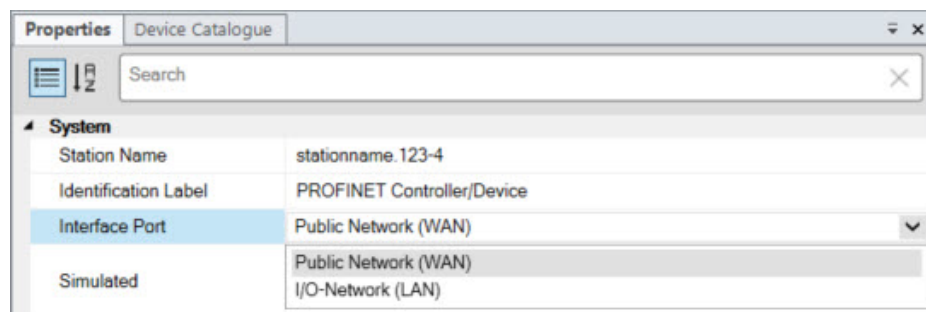 Properties Device Catalogue
Search
System
Station Name stationname.123-4
Identification Label PROFINET Controller/Device
Interface Port Public Network (WAN)
Public Network (WAN)
Simulated
I/O-Network (LAN)